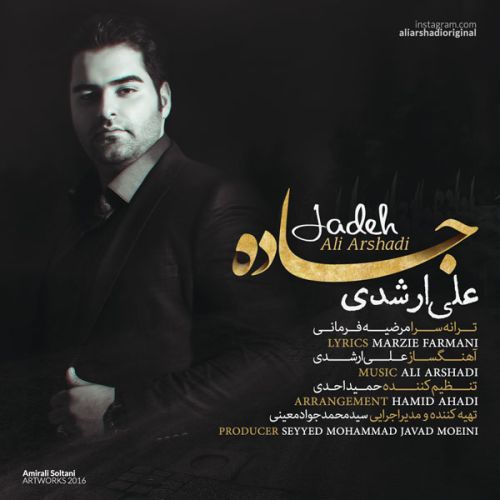 instagram.com
aliarshadioriginal
Jadeh
Ali Arshadi
جاده
علی ارشدی
ترانه سرا مرضیه فرمانی
LYRICS MARZIE FARMANI
آهنگساز علی ارشدی
MUSIC ALI ARSHADI
تنظیم کننده حمید احدی
ARRANGEMENT HAMID AHADI
تهیه کننده و مدیر اجرایی سید محمد جواد معینی
PRODUCER SEYYED MOHAMMAD JAVAD MOEINI
Amirali Soltani
ARTWORKS 2016